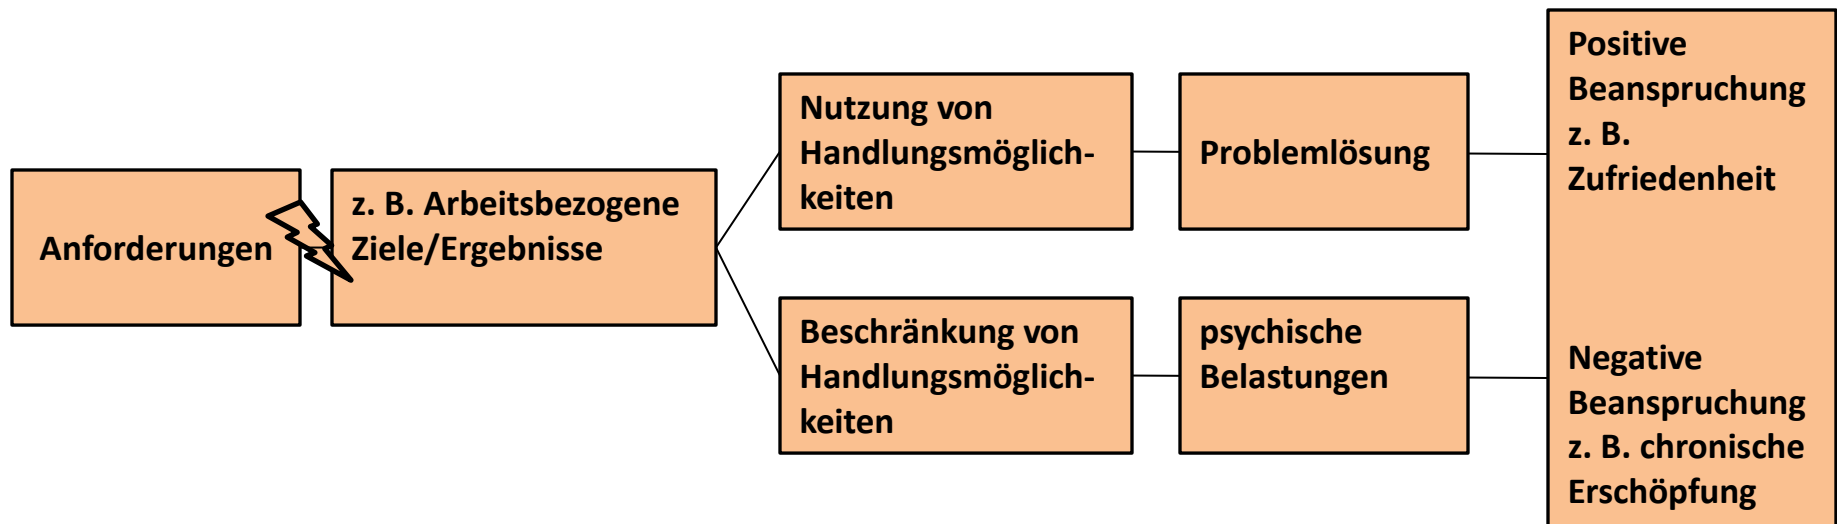 Anforderungen
z. B. Arbeitsbezogene
Ziele/Ergebnisse
Nutzung von
Handlungsmöglich-
keiten
Problemlösung
Beschränkung von
Handlungsmöglich-
keiten
psychische
Belastungen
Positive
Beanspruchung
z. B.
Zufriedenheit
Negative
Beanspruchung
z. B. chronische
Erschöpfung